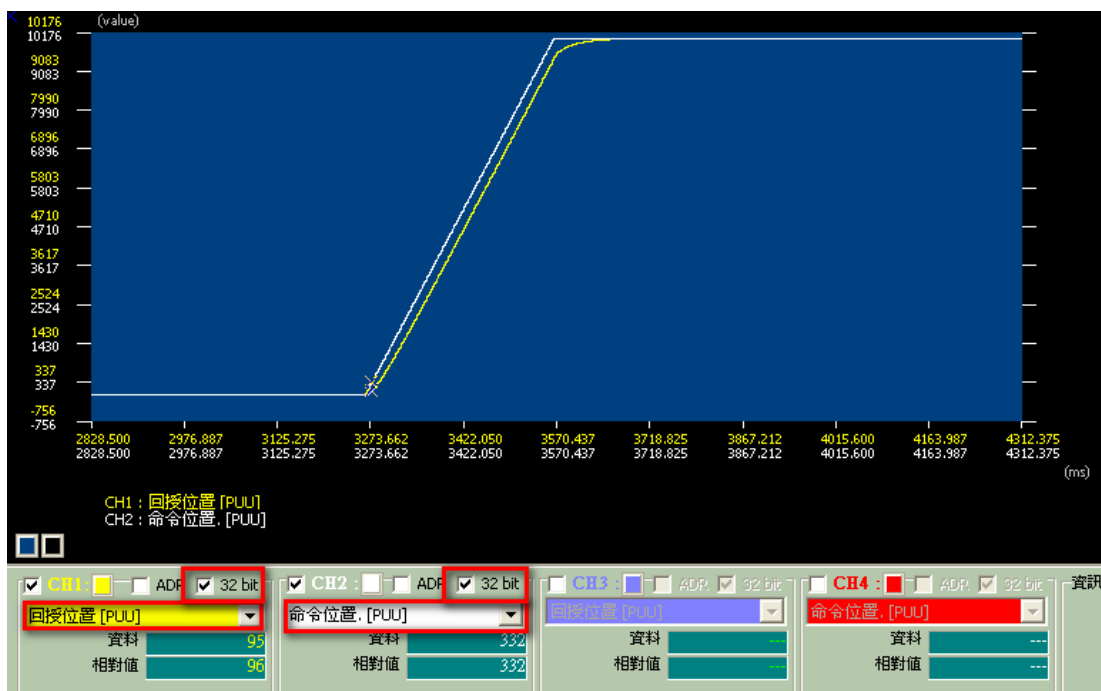 10176 (value)
10176
9083
9083
7990
7990
6896
6896
5803
5803
4710
4710
3617
3617
2524
2524
1430
1430
337
337
-756
-756
2828.500 2976.887 3125.275 3273.662 3422.050 3570.437 3718.825 3867.212 4015.600 4163.987 4312.375
2828.500 2976.887 3125.275 3273.662 3422.050 3570.437 3718.825 3867.212 4015.600 4163.987 4312.375
(ms)
CH1 : 回授位置 [PUU]
CH2 : 命令位置. [PUU]
CH1 : ADR. 32 bit CH2 : ADR. 32 bit CH3 : ADR. 32 bit CH4 : ADR. 32 bit 資訊
回授位置 [PUU] 命令位置. [PUU] 回授位置 [PUU] 命令位置. [PUU]
資料 95 資料 332 資料 --- 資料 ---
相對值 96 相對值 332 相對值 --- 相對值 ---